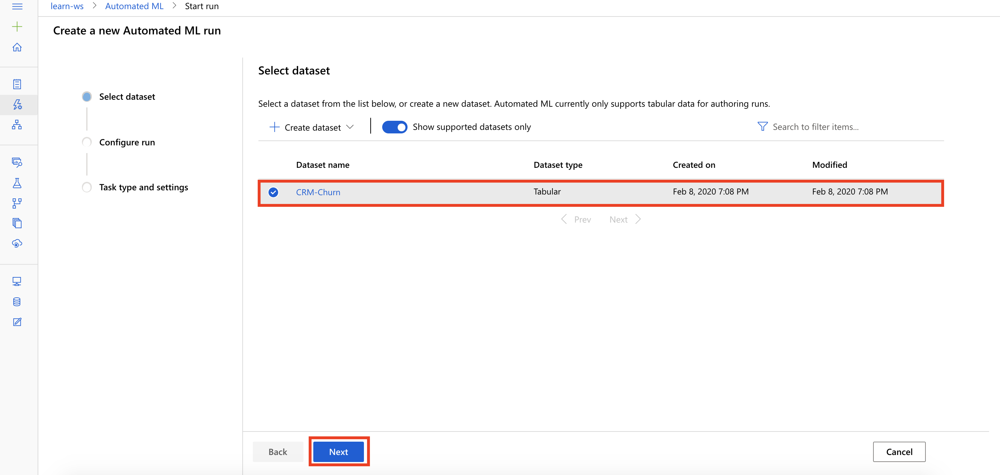 learn-ws > Automated ML > Start run
Create a new Automated ML run
Select dataset
Configure run
Task type and settings
Select dataset
Select a dataset from the list below, or create a new dataset. Automated ML currently only supports tabular data for authoring runs.
Create dataset Show supported datasets only Search to filter items...
Dataset name Dataset type Created on Modified
CRM-Churn Tabular Feb 8, 2020 7:08 PM Feb 8, 2020 7:08 PM
Prev Next
Back Next Cancel